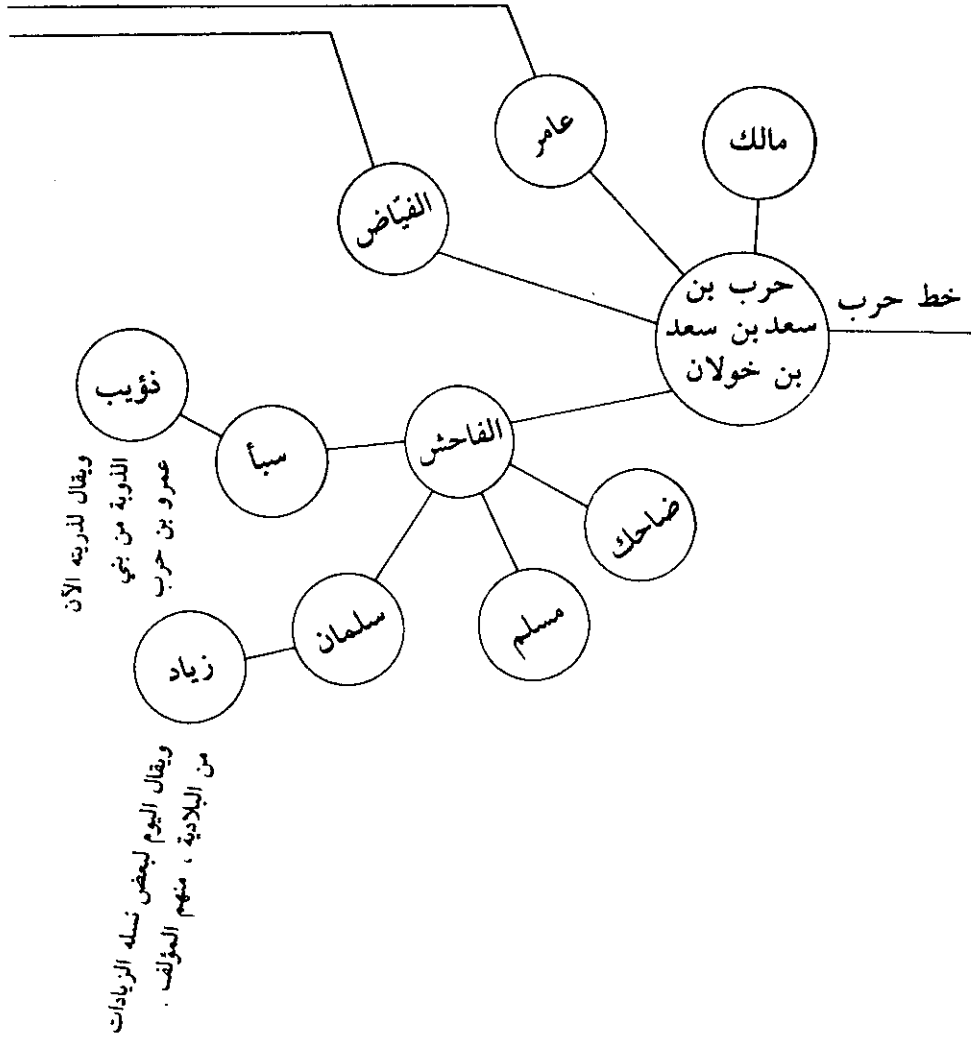 خط حرب
حرب بن
سعد بن سعد
بن خولان
مالك
عامر
الفيّاض
الفاحش
ضاحك
مسلم
سلمان
زياد
سبأ
ذؤيب
ويقال لذريته الآن
الذوبة من بني
عمرو بن حرب
ويقال اليوم لبعض نسله الزيادات
من البلادية ، منهم المؤلف .